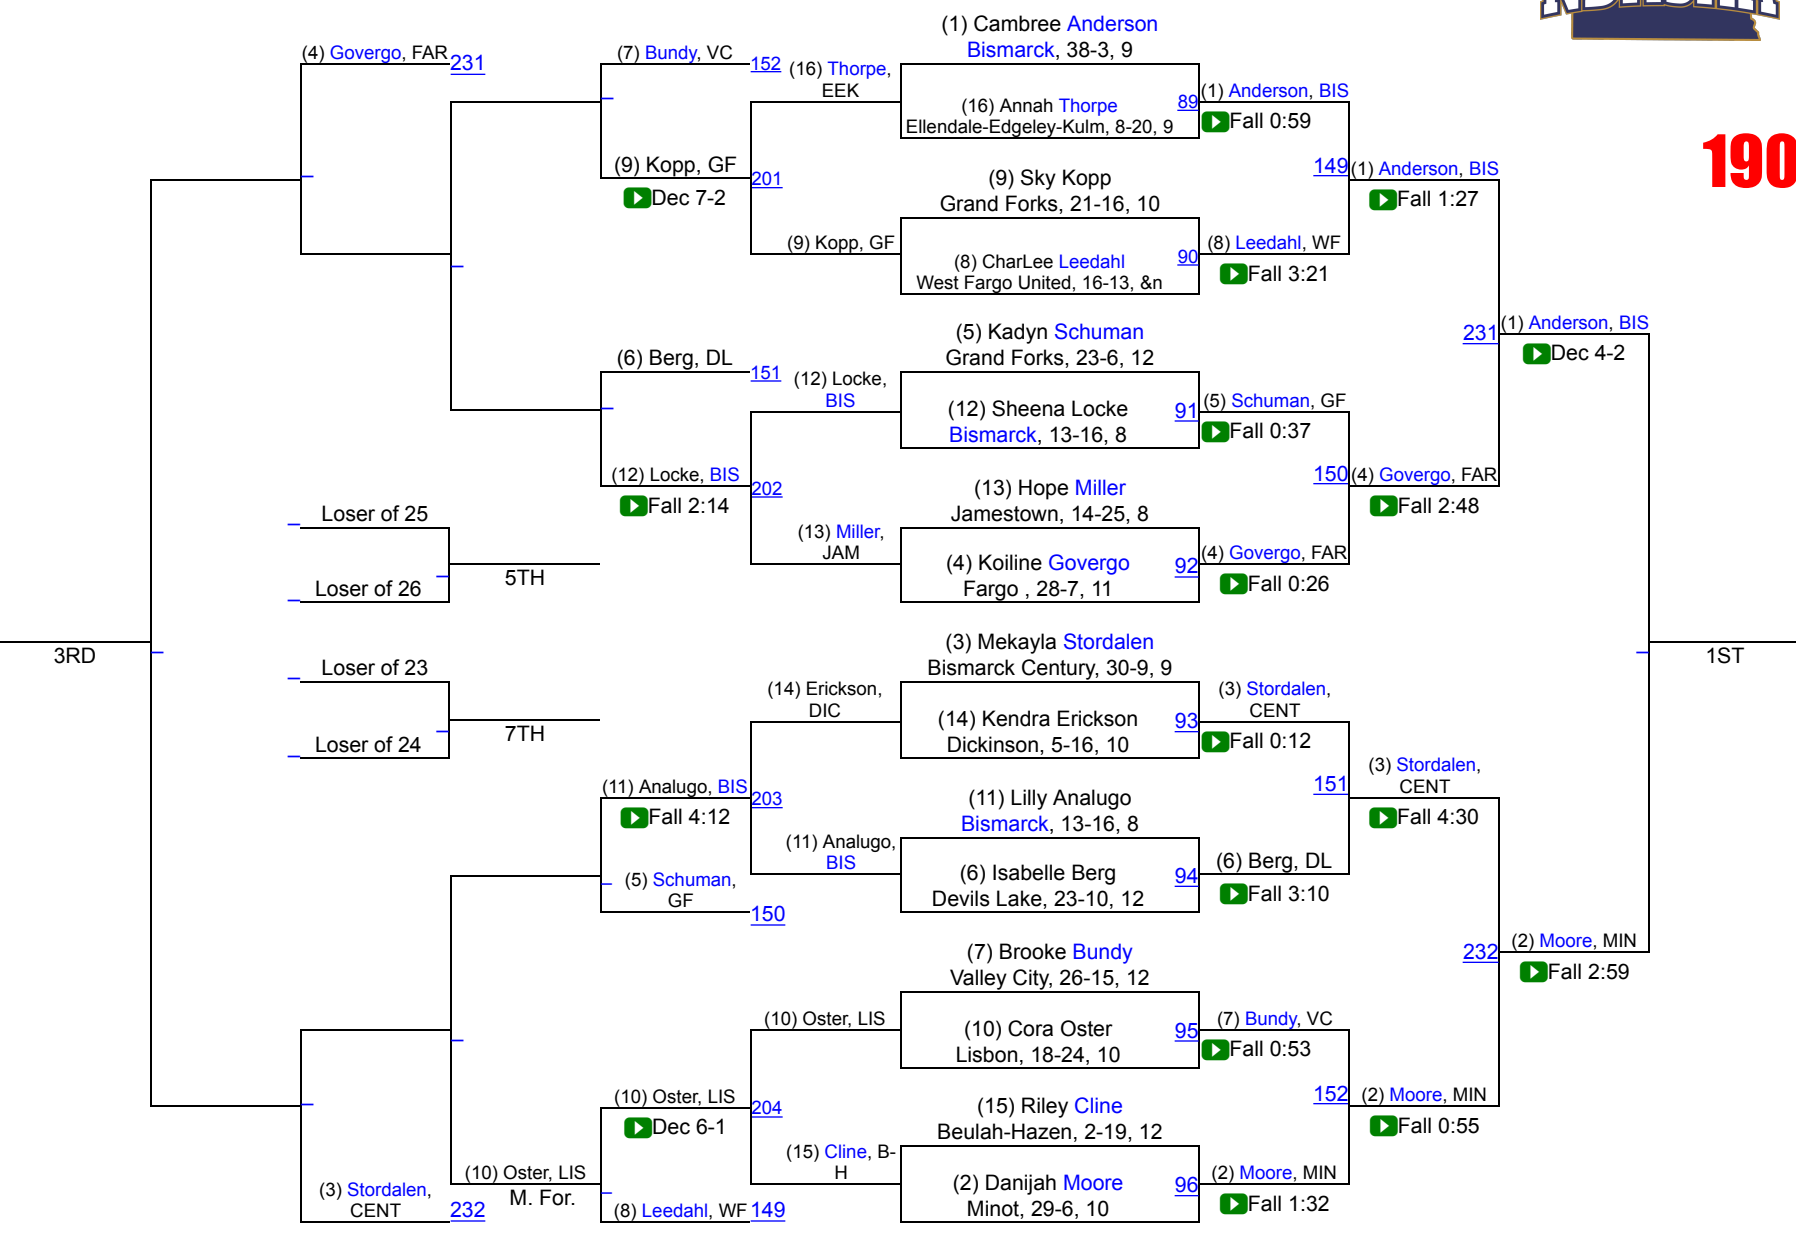 NDHSAA
190
(1) Cambree Anderson
Bismarck, 38-3, 9
(16) Annah Thorpe
Ellendale-Edgeley-Kulm, 8-20, 9
89
(9) Sky Kopp
Grand Forks, 21-16, 10
(8) CharLee Leedahl
West Fargo United, 16-13, &n
90
(5) Kadyn Schuman
Grand Forks, 23-6, 12
(12) Sheena Locke
Bismarck, 13-16, 8
91
(13) Hope Miller
Jamestown, 14-25, 8
(4) Koiline Govergo
Fargo , 28-7, 11
92
(3) Mekayla Stordalen
Bismarck Century, 30-9, 9
(14) Kendra Erickson
Dickinson, 5-16, 10
93
(11) Lilly Analugo
Bismarck, 13-16, 8
(6) Isabelle Berg
Devils Lake, 23-10, 12
94
(7) Brooke Bundy
Valley City, 26-15, 12
(10) Cora Oster
Lisbon, 18-24, 10
95
(15) Riley Cline
Beulah-Hazen, 2-19, 12
(2) Danijah Moore
Minot, 29-6, 10
96
(1) Anderson, BIS
Fall 0:59
149
(8) Leedahl, WF
Fall 3:21
(5) Schuman, GF
Fall 0:37
150
(4) Govergo, FAR
Fall 0:26
(3) Stordalen,
CENT
Fall 0:12
151
(6) Berg, DL
Fall 3:10
(7) Bundy, VC
Fall 0:53
152
(2) Moore, MIN
Fall 1:32
(1) Anderson, BIS
Fall 1:27
231
(4) Govergo, FAR
Fall 2:48
(3) Stordalen,
CENT
Fall 4:30
232
(2) Moore, MIN
Fall 0:55
(1) Anderson, BIS
Dec 4-2
(2) Moore, MIN
Fall 2:59
1ST
(16) Thorpe,
EEK
201
(9) Kopp, GF
(12) Locke,
BIS
202
(13) Miller,
JAM
(14) Erickson,
DIC
203
(11) Analugo,
BIS
(10) Oster, LIS
204
(15) Cline, B-
H
(7) Bundy, VC
152
(9) Kopp, GF
Dec 7-2
(6) Berg, DL
151
(12) Locke, BIS
Fall 2:14
(11) Analugo, BIS
Fall 4:12
(5) Schuman,
GF
150
(10) Oster, LIS
Dec 6-1
(8) Leedahl, WF
149
(10) Oster, LIS
M. For.
(4) Govergo, FAR
231
(3) Stordalen,
CENT
232
Loser of 25
Loser of 26
5TH
Loser of 23
Loser of 24
7TH
3RD